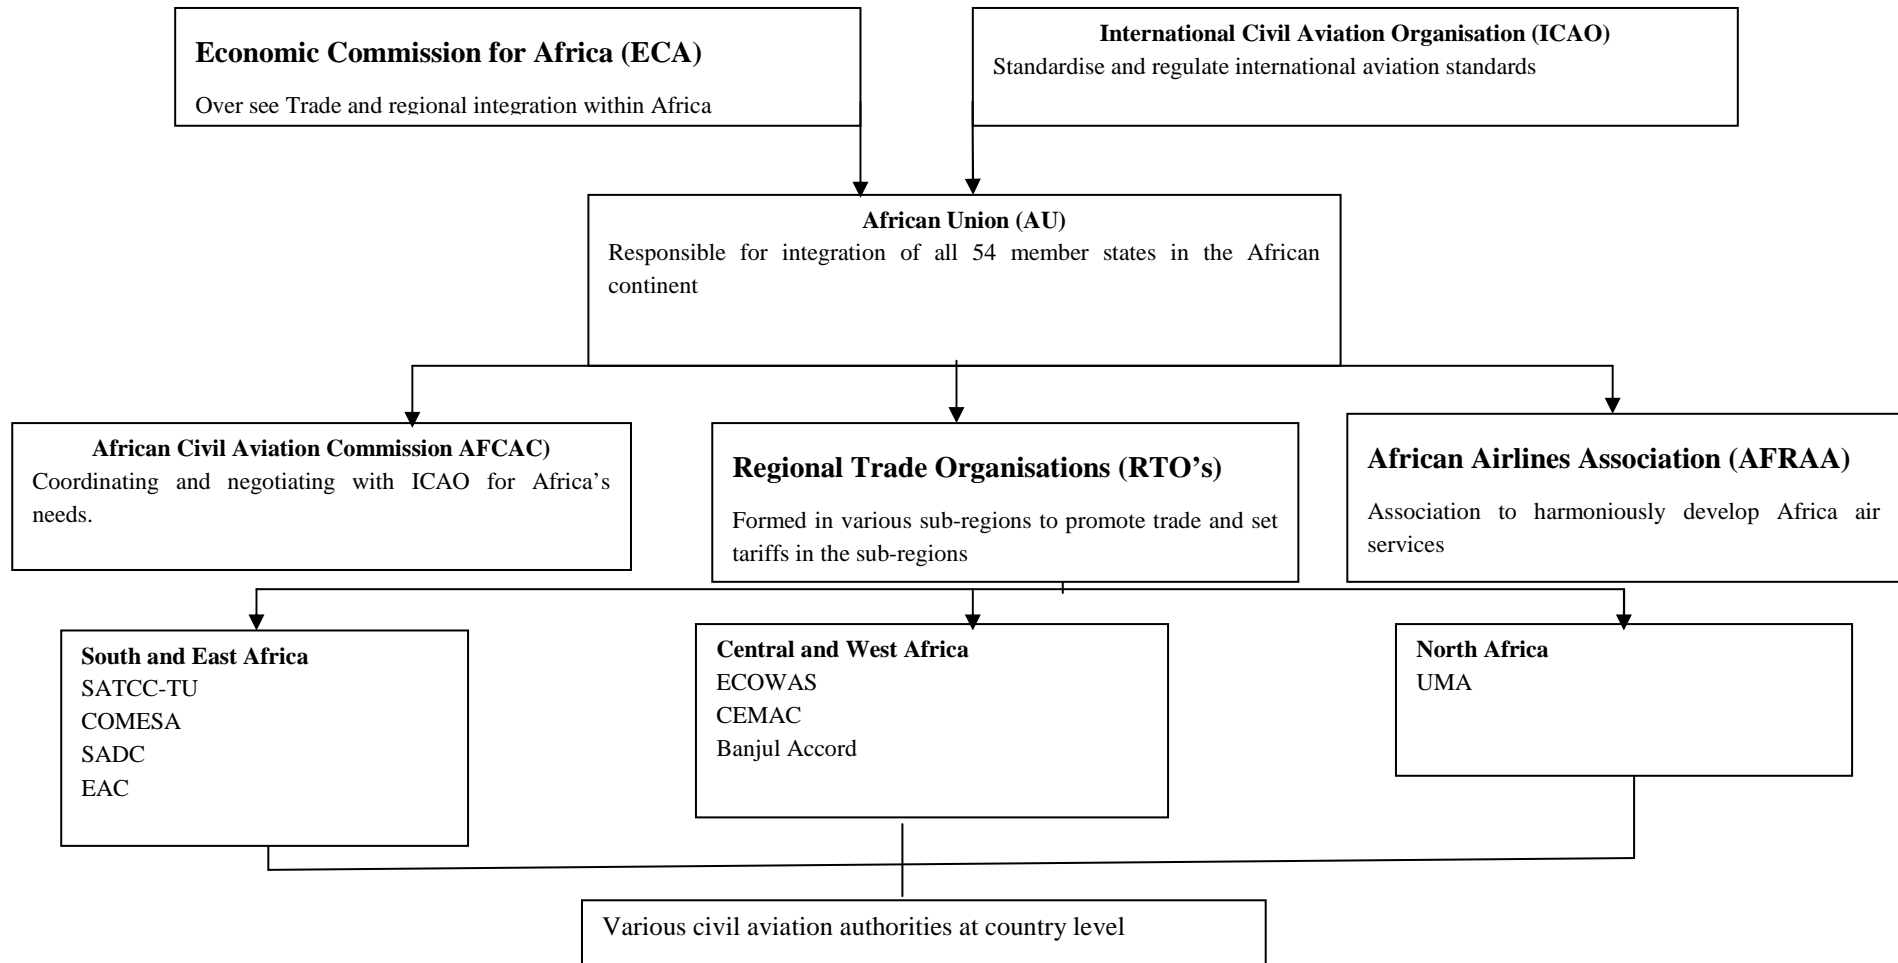 Economic Commission for Africa (ECA)
Over see Trade and regional integration within Africa
International Civil Aviation Organisation (ICAO)
Standardise and regulate international aviation standards
African Union (AU)
Responsible for integration of all 54 member states in the African
continent
African Civil Aviation Commission AFCAC)
Coordinating and negotiating with ICAO for Africa’s
needs.
Regional Trade Organisations (RTO’s)
Formed in various sub-regions to promote trade and set
tariffs in the sub-regions
African Airlines Association (AFRAA)
Association to harmoniously develop Africa air
services
South and East Africa
SATCC-TU
COMESA
SADC
EAC
Central and West Africa
ECOWAS
CEMAC
Banjul Accord
North Africa
UMA
Various civil aviation authorities at country level